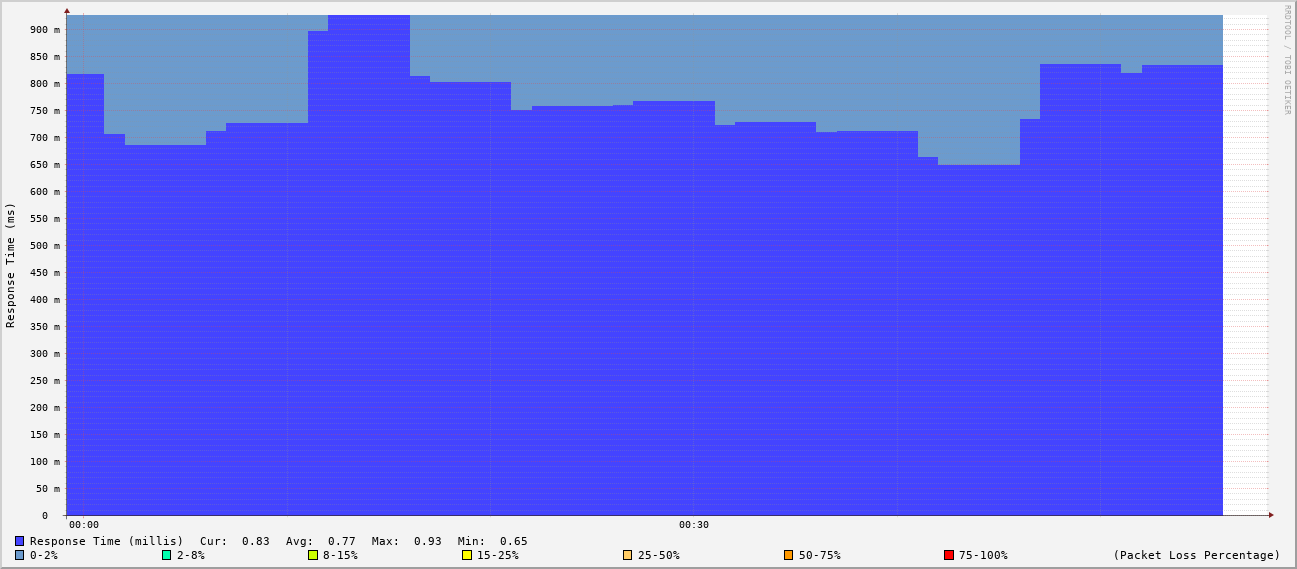 RRDTOOL / TOBI OETIKER
Response Time (ms)
900 m
850 m
800 m
750 m
700 m
650 m
600 m
550 m
500 m
450 m
400 m
350 m
300 m
250 m
200 m
150 m
100 m
50 m
0
00:00 00:30
Response Time (millis) Cur: 0.83 Avg: 0.77 Max: 0.93 Min: 0.65
0-2% 2-8% 8-15% 15-25% 25-50% 50-75% 75-100% (Packet Loss Percentage)